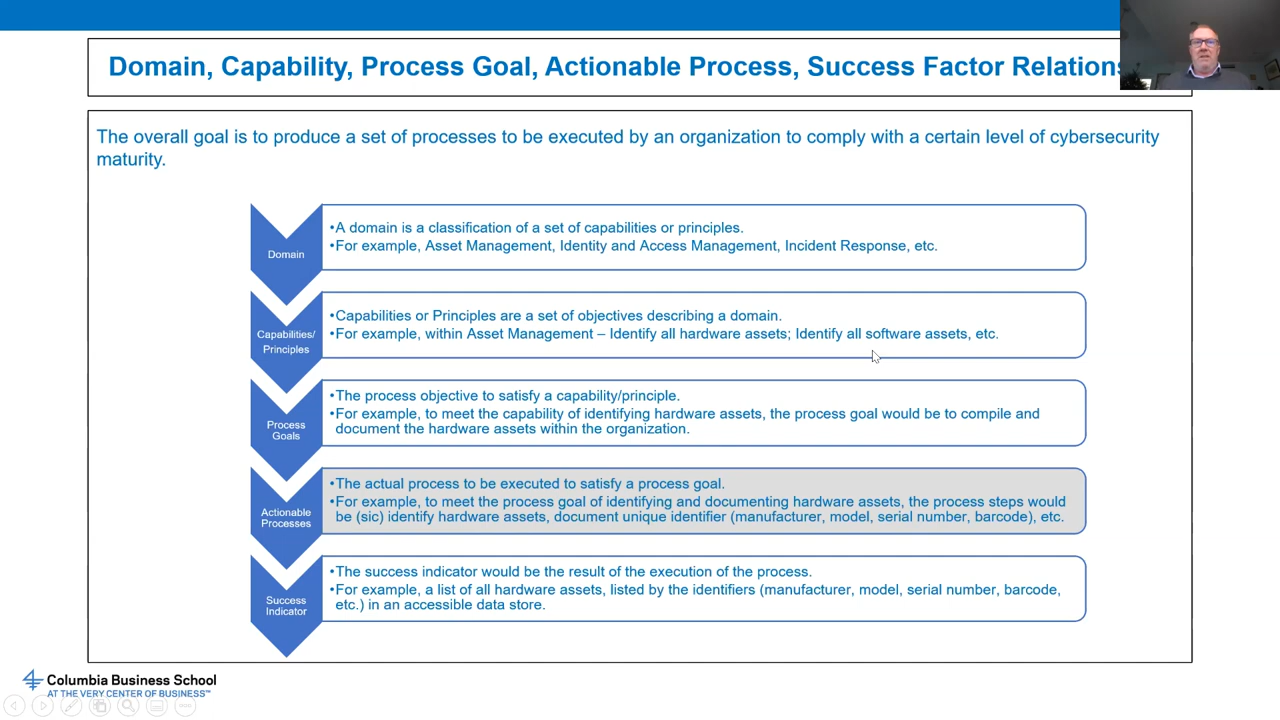 Domain, Capability, Process Goal, Actionable Process, Success Factor Relations
The overall goal is to produce a set of processes to be executed by an organization to comply with a certain level of cybersecurity
maturity.
Domain
•A domain is a classification of a set of capabilities or principles.
•For example, Asset Management, Identity and Access Management, Incident Response, etc.
Capabilities/
Principles
•Capabilities or Principles are a set of objectives describing a domain.
•For example, within Asset Management – Identify all hardware assets; Identify all software assets, etc.
Process
Goals
•The process objective to satisfy a capability/principle.
•For example, to meet the capability of identifying hardware assets, the process goal would be to compile and
document the hardware assets within the organization.
Actionable
Processes
•The actual process to be executed to satisfy a process goal.
•For example, to meet the process goal of identifying and documenting hardware assets, the process steps would
be (sic) identify hardware assets, document unique identifier (manufacturer, model, serial number, barcode), etc.
Success
Indicator
•The success indicator would be the result of the execution of the process.
•For example, a list of all hardware assets, listed by the identifiers (manufacturer, model, serial number, barcode,
etc.) in an accessible data store.
Columbia Business School
AT THE VERY CENTER OF BUSINESS™